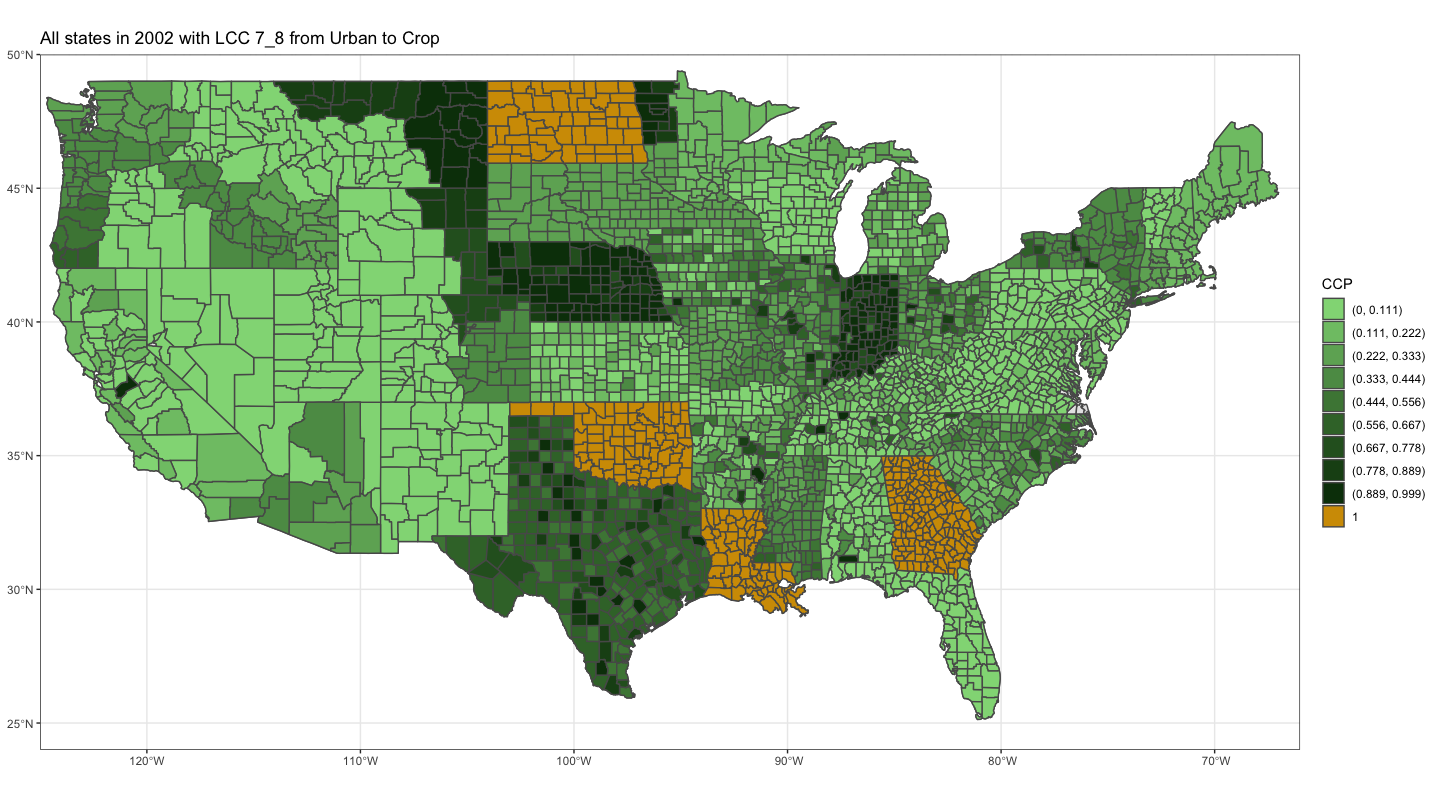 All states in 2002 with LCC 7_8 from Urban to Crop
50°N
45°N
40°N
35°N
30°N
25°N
120°W
110°W
100°W
90°W
80°W
70°W
CCP
(0, 0.111)
(0.111, 0.222)
(0.222, 0.333)
(0.333, 0.444)
(0.444, 0.556)
(0.556, 0.667)
(0.667, 0.778)
(0.778, 0.889)
(0.889, 0.999)
1